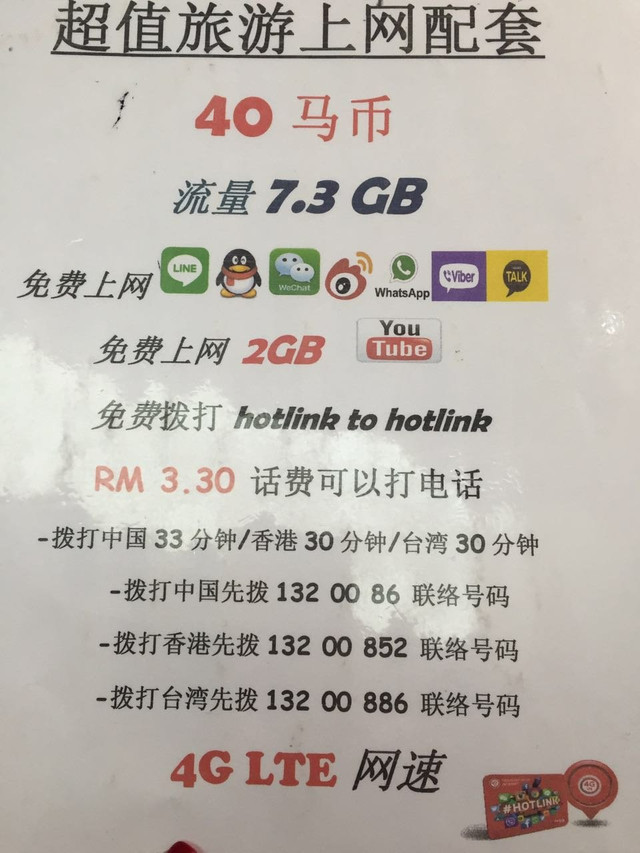 超值旅游上网配套
40 马币
流量 7.3 GB
免费上网 LINE WeChat WhatsApp Viber TALK
免费上网 2GB You Tube
免费拨打 hotlink to hotlink
RM 3.30 话费可以打电话
-拨打中国 33 分钟/香港 30 分钟/台湾 30 分钟
-拨打中国先拨 132 00 86 联络号码
-拨打香港先拨 132 00 852 联络号码
-拨打台湾先拨 132 00 886 联络号码
4G LTE 网速
#HOTLINK 4G